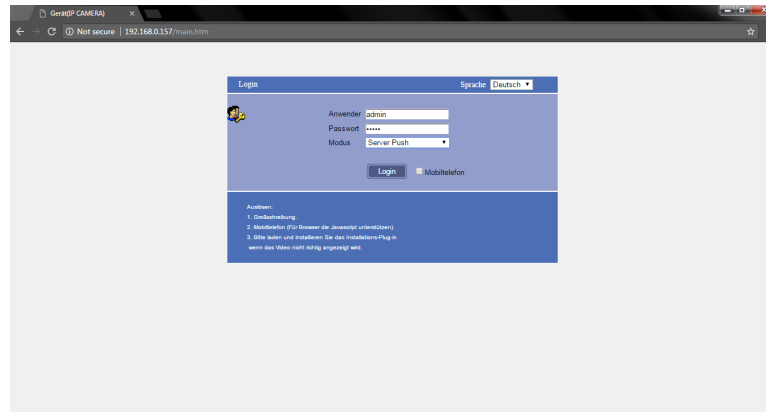 Gerät(IP CAMERA)
Not secure | 192.168.0.157/main.htm
Login Sprache Deutsch
Anwender admin
Passwort •••••
Modus Server Push
Login Mobiltelefon
Auslösen:
1. Großschreibung.
2. Mobiltelefon (Für Browser die Javascript unterstützen).
3. Bitte laden und installieren Sie das Installations-Plug-in
wenn das Video nicht richtig angezeigt wird.